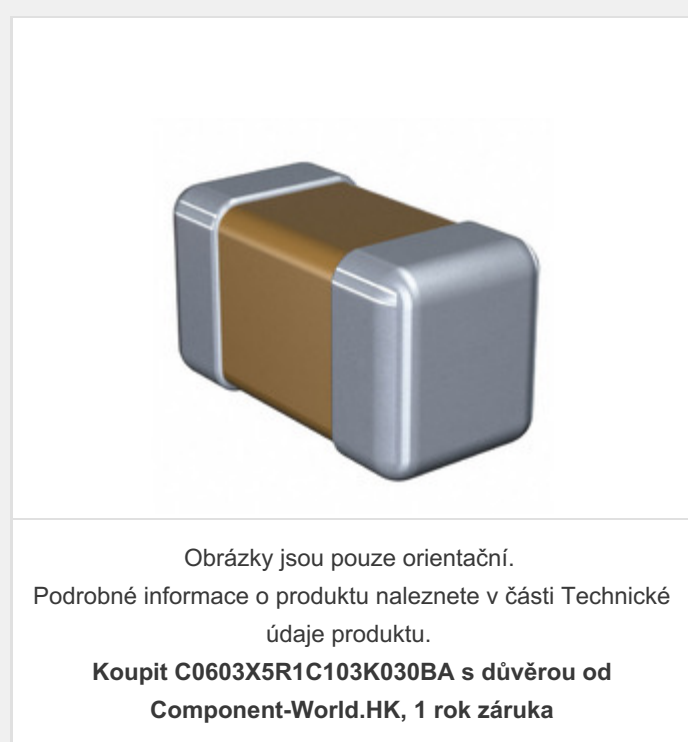 Obrázky jsou pouze orientační.
Podrobné informace o produktu naleznete v části Technické
údaje produktu.
Koupit C0603X5R1C103K030BA s důvěrou od
Component-World.HK, 1 rok záruka